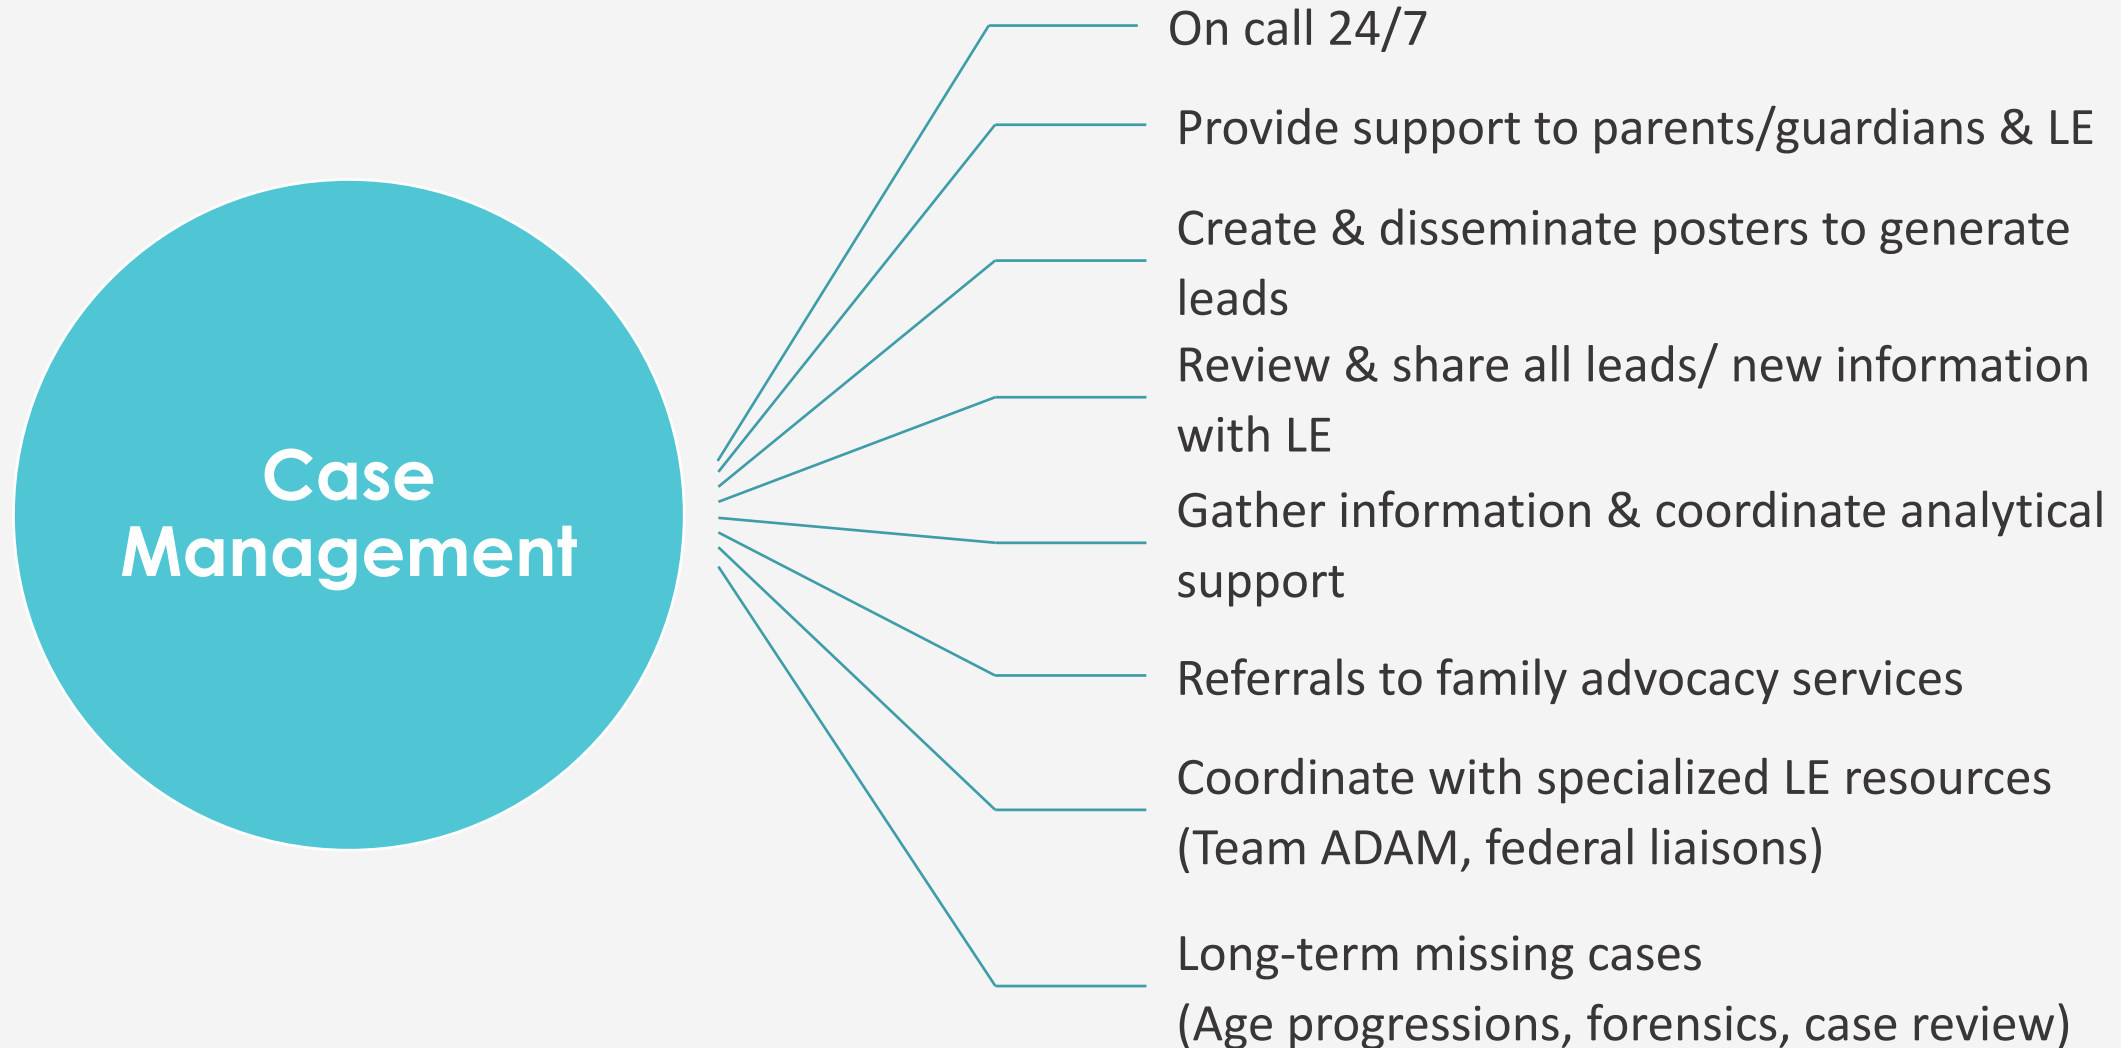 Case
Management
On call 24/7
Provide support to parents/guardians & LE
Create & disseminate posters to generate
leads
Review & share all leads/ new information
with LE
Gather information & coordinate analytical
support
Referrals to family advocacy services
Coordinate with specialized LE resources
(Team ADAM, federal liaisons)
Long-term missing cases
(Age progressions, forensics, case review)